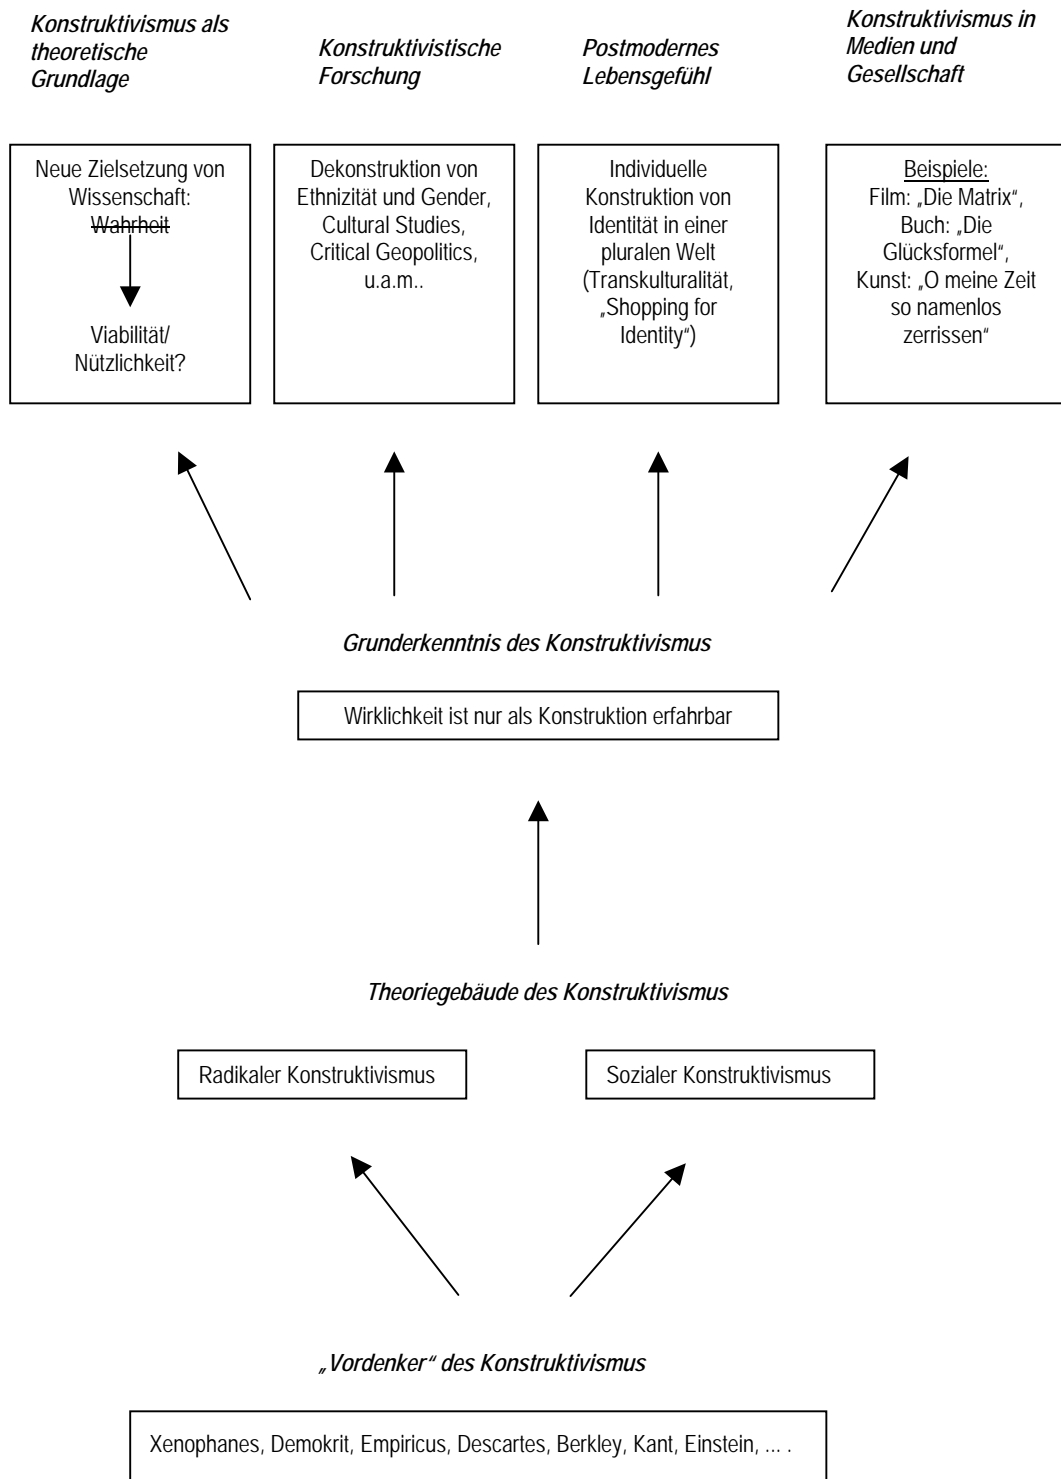 Konstruktivismus als
theoretische
Grundlage
Konstruktivistische
Forschung
Postmodernes
Lebensgefühl
Konstruktivismus in
Medien und
Gesellschaft
Neue Zielsetzung von
Wissenschaft:
Wahrheit
Viabilität/
Nützlichkeit?
Dekonstruktion von
Ethnizität und Gender,
Cultural Studies,
Critical Geopolitics,
u.a.m..
Individuelle
Konstruktion von
Identität in einer
pluralen Welt
(Transkulturalität,
„Shopping for
Identity“)
Beispiele:
Film: „Die Matrix“,
Buch: „Die
Glücksformel“,
Kunst: „O meine Zeit
so namenlos
zerrissen“
Grunderkenntnis des Konstruktivismus
Wirklichkeit ist nur als Konstruktion erfahrbar
Theoriegebäude des Konstruktivismus
Radikaler Konstruktivismus
Sozialer Konstruktivismus
„Vordenker“ des Konstruktivismus
Xenophanes, Demokrit, Empiricus, Descartes, Berkley, Kant, Einstein, ... .